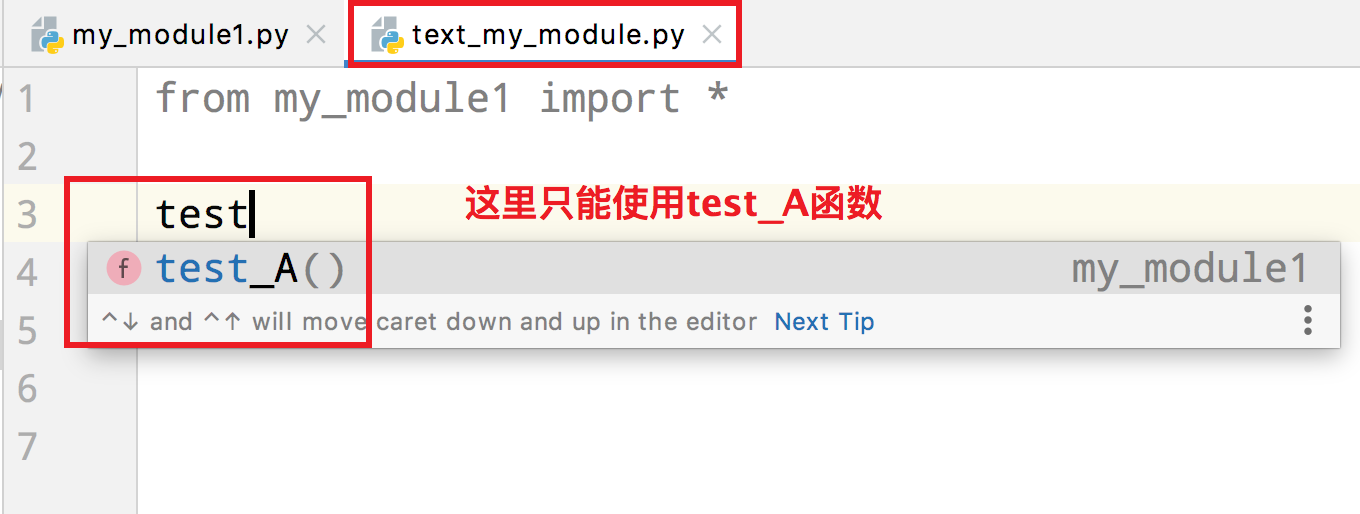 my_module1.py text_my_module.py
1 from my_module1 import *
2
3 test 这里只能使用test_A函数
4 f test_A() my_module1
5 ^↓ and ^↑ will move caret down and up in the editor Next Tip
6
7